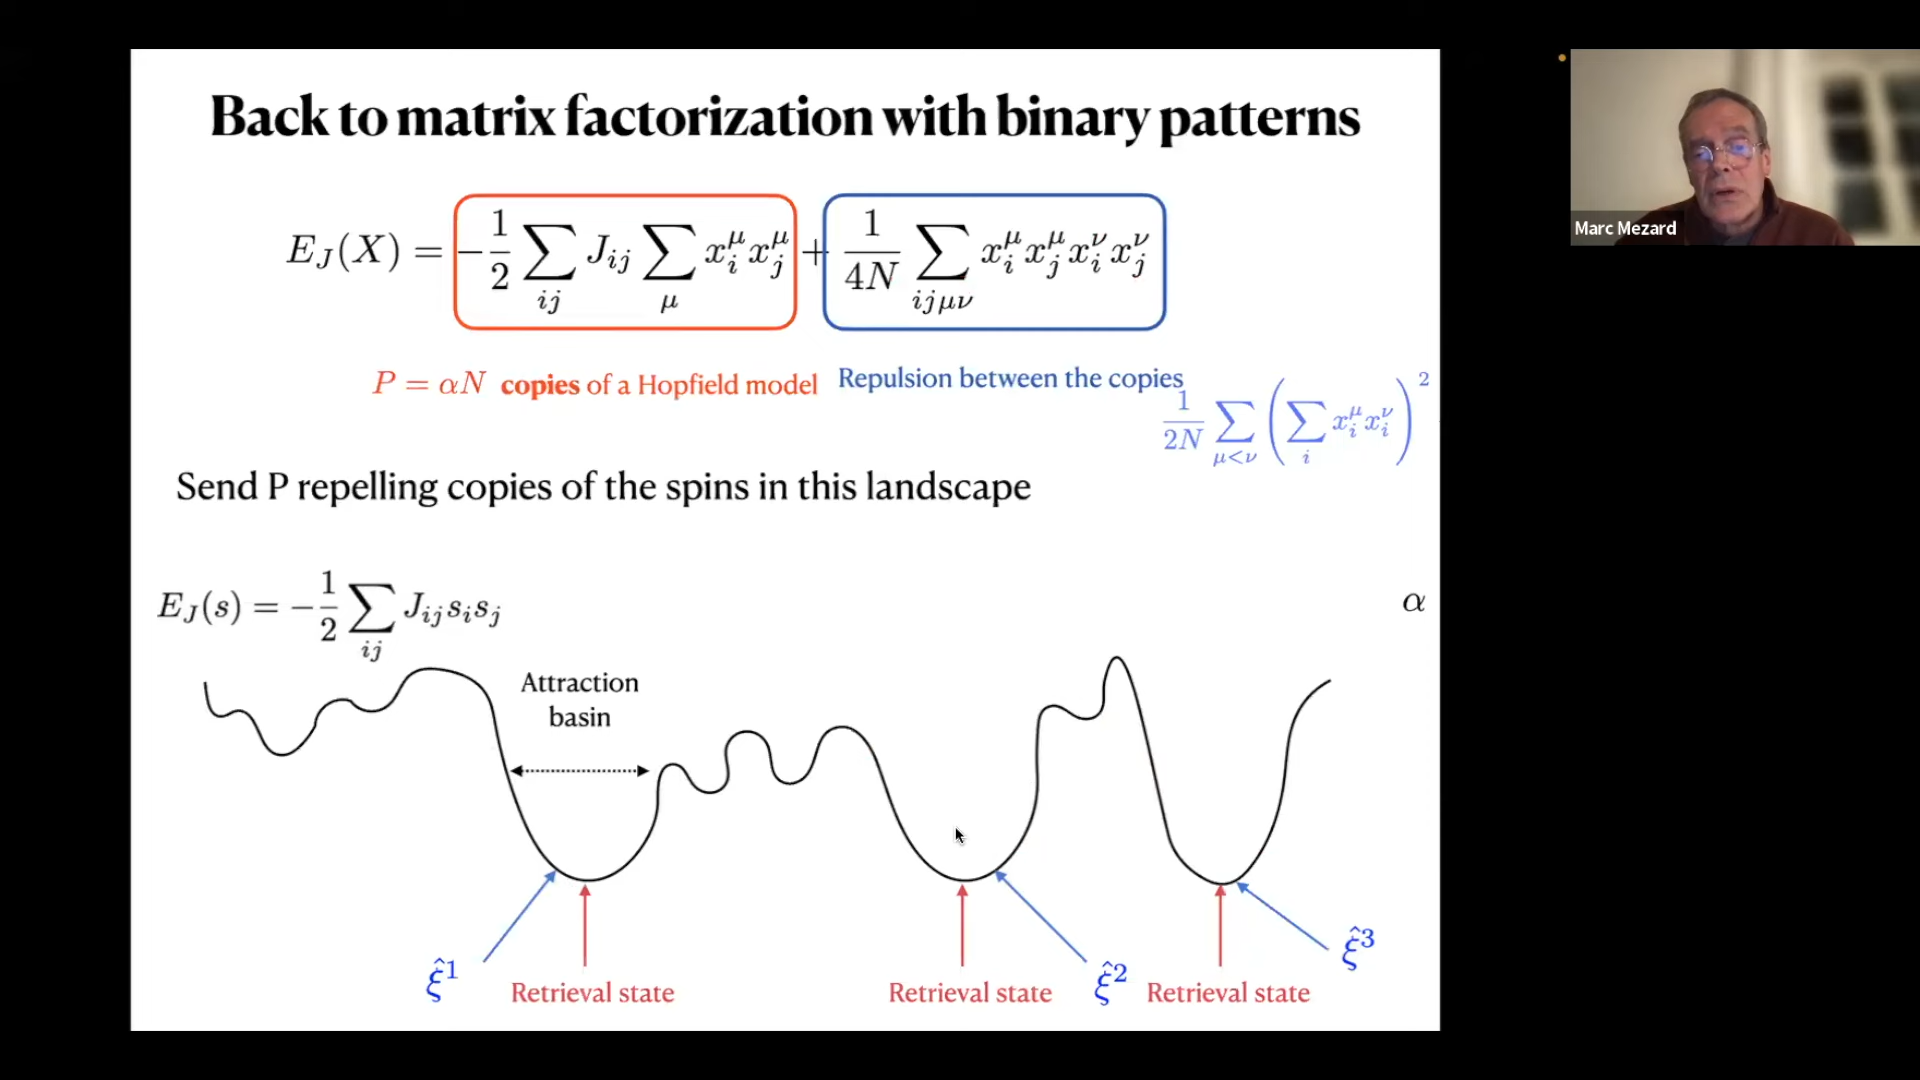 Back to matrix factorization with binary patterns
E_J(X) = −1/2 ∑_{ij} J_{ij} ∑_μ x_i^μ x_j^μ + 1/4N ∑_{ijμν} x_i^μ x_j^μ x_i^ν x_j^ν
P = αN copies of a Hopfield model
Repulsion between the copies
1/2N ∑_{μ<ν} (∑_i x_i^μ x_i^ν)^2
Send P repelling copies of the spins in this landscape
E_J(s) = −1/2 ∑_{ij} J_{ij} s_i s_j
α
Attraction
basin
ξ̂^1
Retrieval state
Retrieval state
ξ̂^2
Retrieval state
ξ̂^3
Marc Mezard